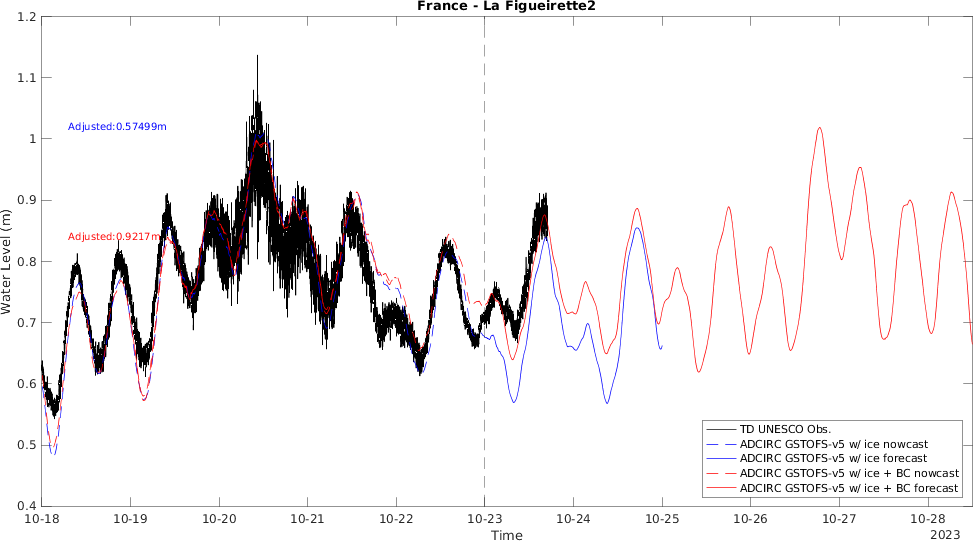 France - La Figueirette2
1.2
1.1
1
0.9
0.8
0.7
0.6
0.5
0.4
Water Level (m)
Adjusted:0.57499m
Adjusted:0.9217m
TD UNESCO Obs.
ADCIRC GSTOFS-v5 w/ ice nowcast
ADCIRC GSTOFS-v5 w/ ice forecast
ADCIRC GSTOFS-v5 w/ ice + BC nowcast
ADCIRC GSTOFS-v5 w/ ice + BC forecast
10-18 10-19 10-20 10-21 10-22 10-23 10-24 10-25 10-26 10-27 10-28
Time
2023